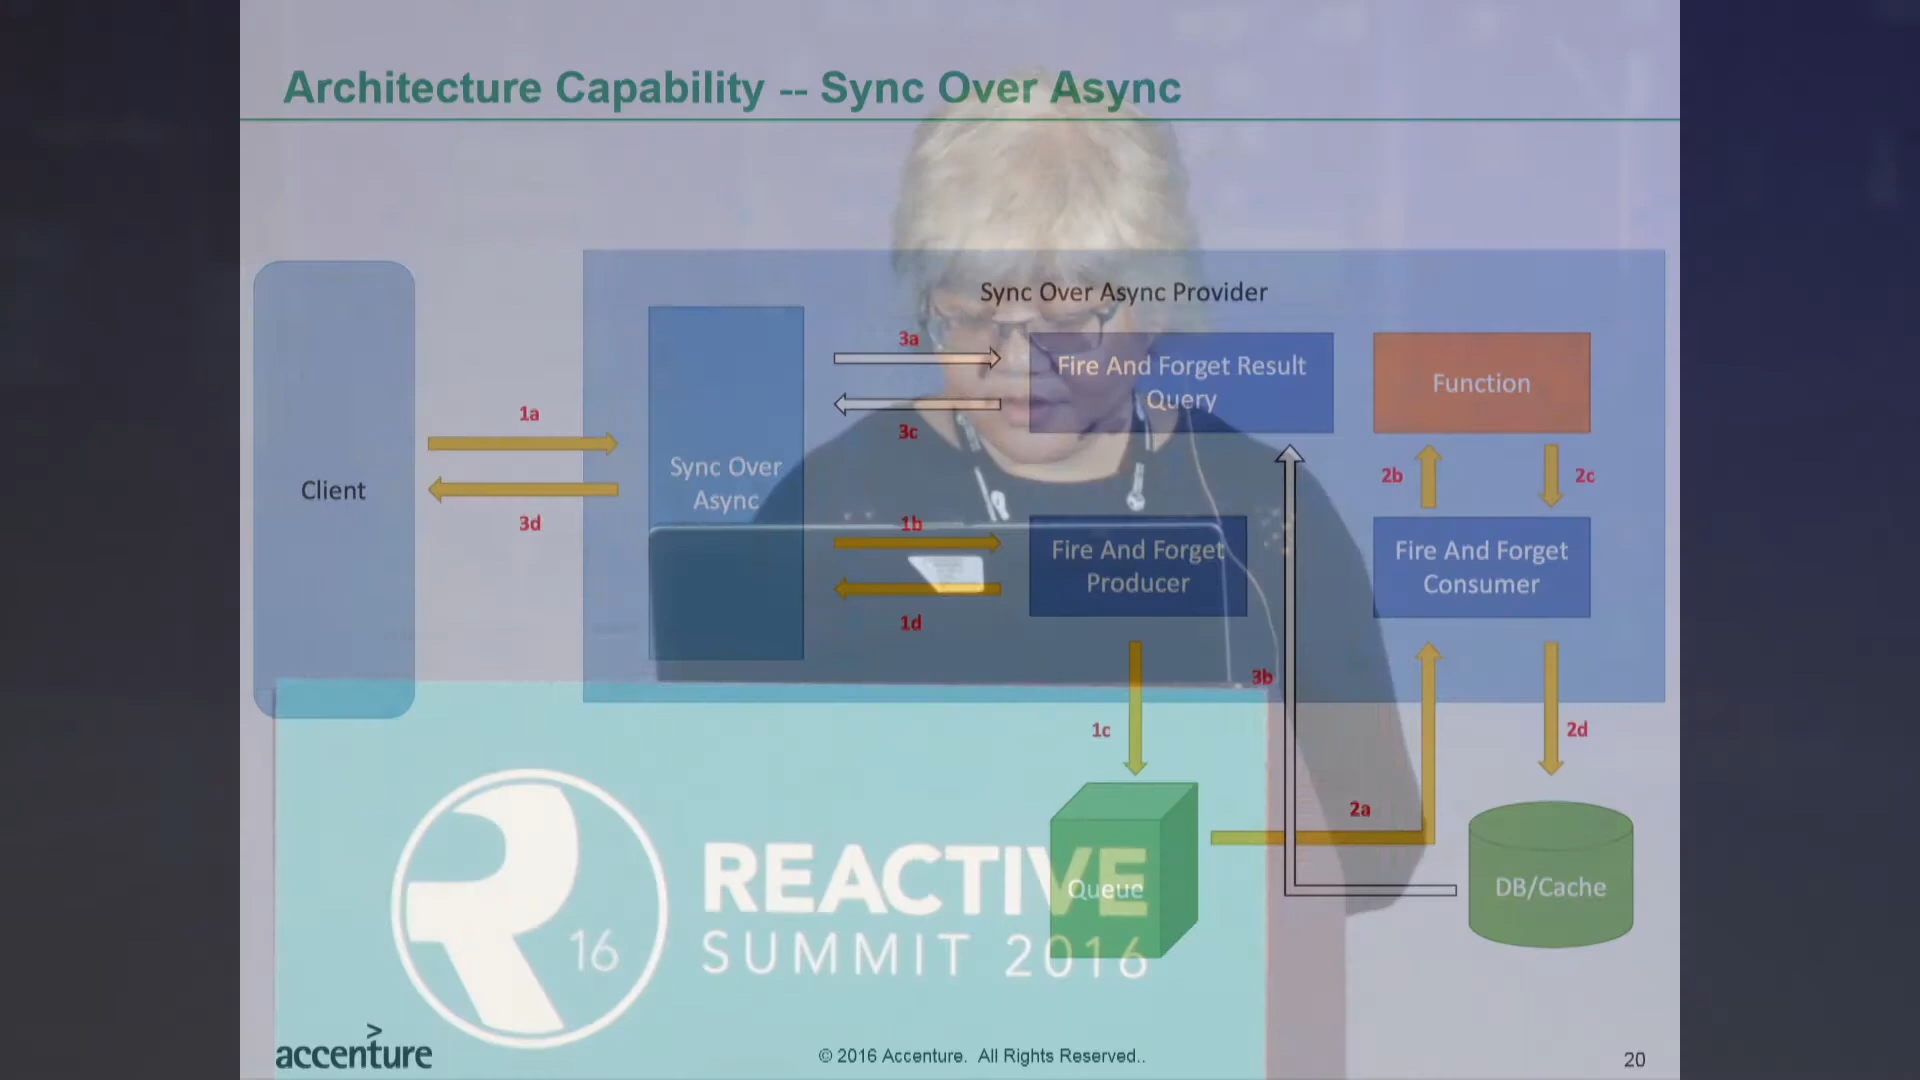 Architecture Capability -- Sync Over Async
Sync Over Async Provider
3a
Fire And Forget Result
Query
Function
1a
3c
2b
2c
Sync Over
Async
Client
3d
1b
Fire And Forget
Producer
Fire And Forget
Consumer
1d
3b
1c
2d
2a
Queue
DB/Cache
REACTIVE
SUMMIT 2016
16
accenture
© 2016 Accenture.  All Rights Reserved..
20